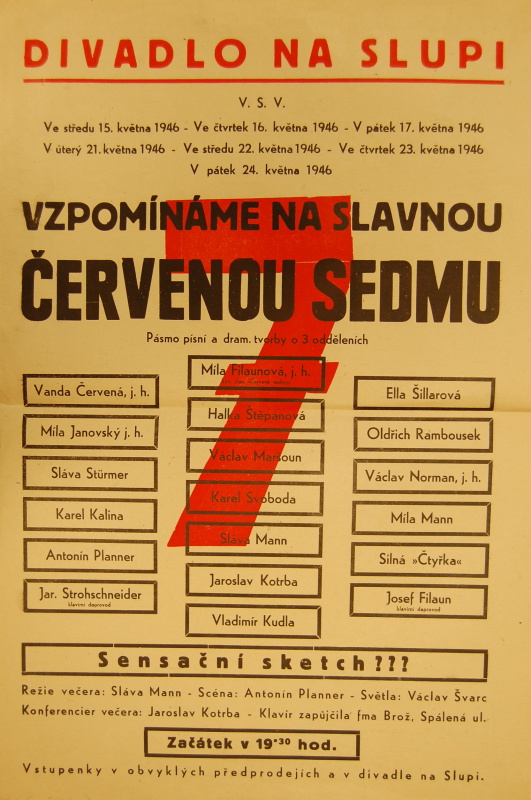 DIVADLO NA SLUPI
V. S. V.
Ve středu 15. května 1946 - Ve čtvrtek 16. května 1946 - V pátek 17. května 1946
V úterý 21. května 1946 - Ve středu 22. května 1946 - Ve čtvrtek 23. května 1946
V pátek 24. května 1946
VZPOMÍNÁME NA SLAVNOU
ČERVENOU SEDMU
7
Pásmo písní a dram. tvorby o 3 odděleních
Vanda Červená, j. h.
Míla Janovský j. h.
Sláva Stürmer
Karel Kalina
Antonín Planner
Jar. Strohschneider
klavírní doprovod
Míla Filaunová, j. h.
Halka Štěpánová
Václav Marsoun
Karel Svoboda
Sláva Mann
Jaroslav Kotrba
Vladimír Kudla
Ella Šillarová
Oldřich Rambousek
Václav Norman, j. h.
Míla Mann
Silná »Čtyřka«
Josef Filaun
klavírní doprovod
Sensační sketch???
Režie večera: Sláva Mann - Scéna: Antonín Planner - Světla: Václav Švarc
Konferencier večera: Jaroslav Kotrba - Klavír zapůjčila fma Brož, Spálená ul.
Začátek v 19·30 hod.
Vstupenky v obvyklých předprodejích a v divadle na Slupi.